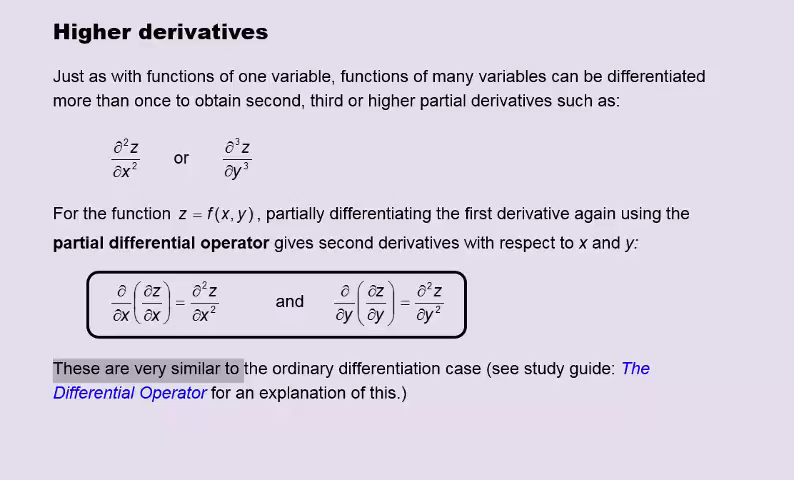 Higher derivatives
Just as with functions of one variable, functions of many variables can be differentiated
more than once to obtain second, third or higher partial derivatives such as:
∂²z/∂x² or ∂³z/∂y³
For the function z = f(x, y), partially differentiating the first derivative again using the
partial differential operator gives second derivatives with respect to x and y:
∂/∂x (∂z/∂x) = ∂²z/∂x² and ∂/∂y (∂z/∂y) = ∂²z/∂y²
These are very similar to the ordinary differentiation case (see study guide: The
Differential Operator for an explanation of this.)